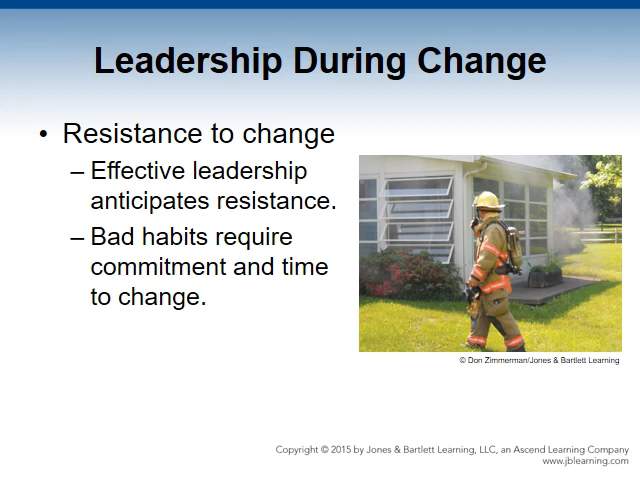 Leadership During Change
• Resistance to change
– Effective leadership
anticipates resistance.
– Bad habits require
commitment and time
to change.
© Don Zimmerman/Jones & Bartlett Learning
Copyright © 2015 by Jones & Bartlett Learning, LLC, an Ascend Learning Company
www.jblearning.com